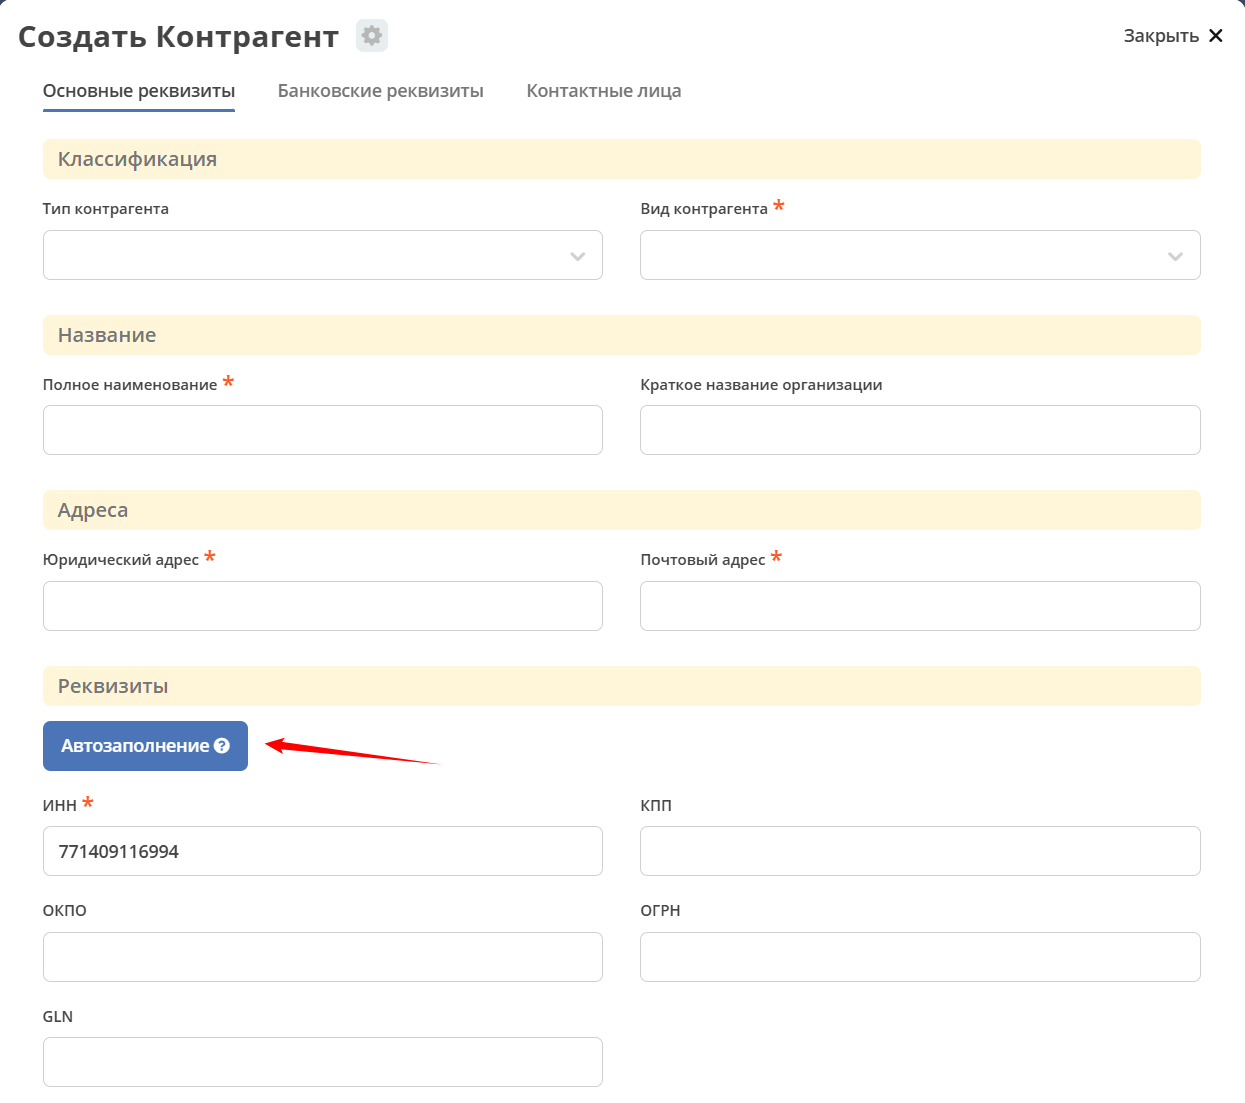 Создать Контрагент
Закрыть
Основные реквизиты Банковские реквизиты Контактные лица
Классификация
Тип контрагента Вид контрагента *
Название
Полное наименование * Краткое название организации
Адреса
Юридический адрес * Почтовый адрес *
Реквизиты
Автозаполнение ?
ИНН * КПП
771409116994
ОКПО ОГРН
GLN